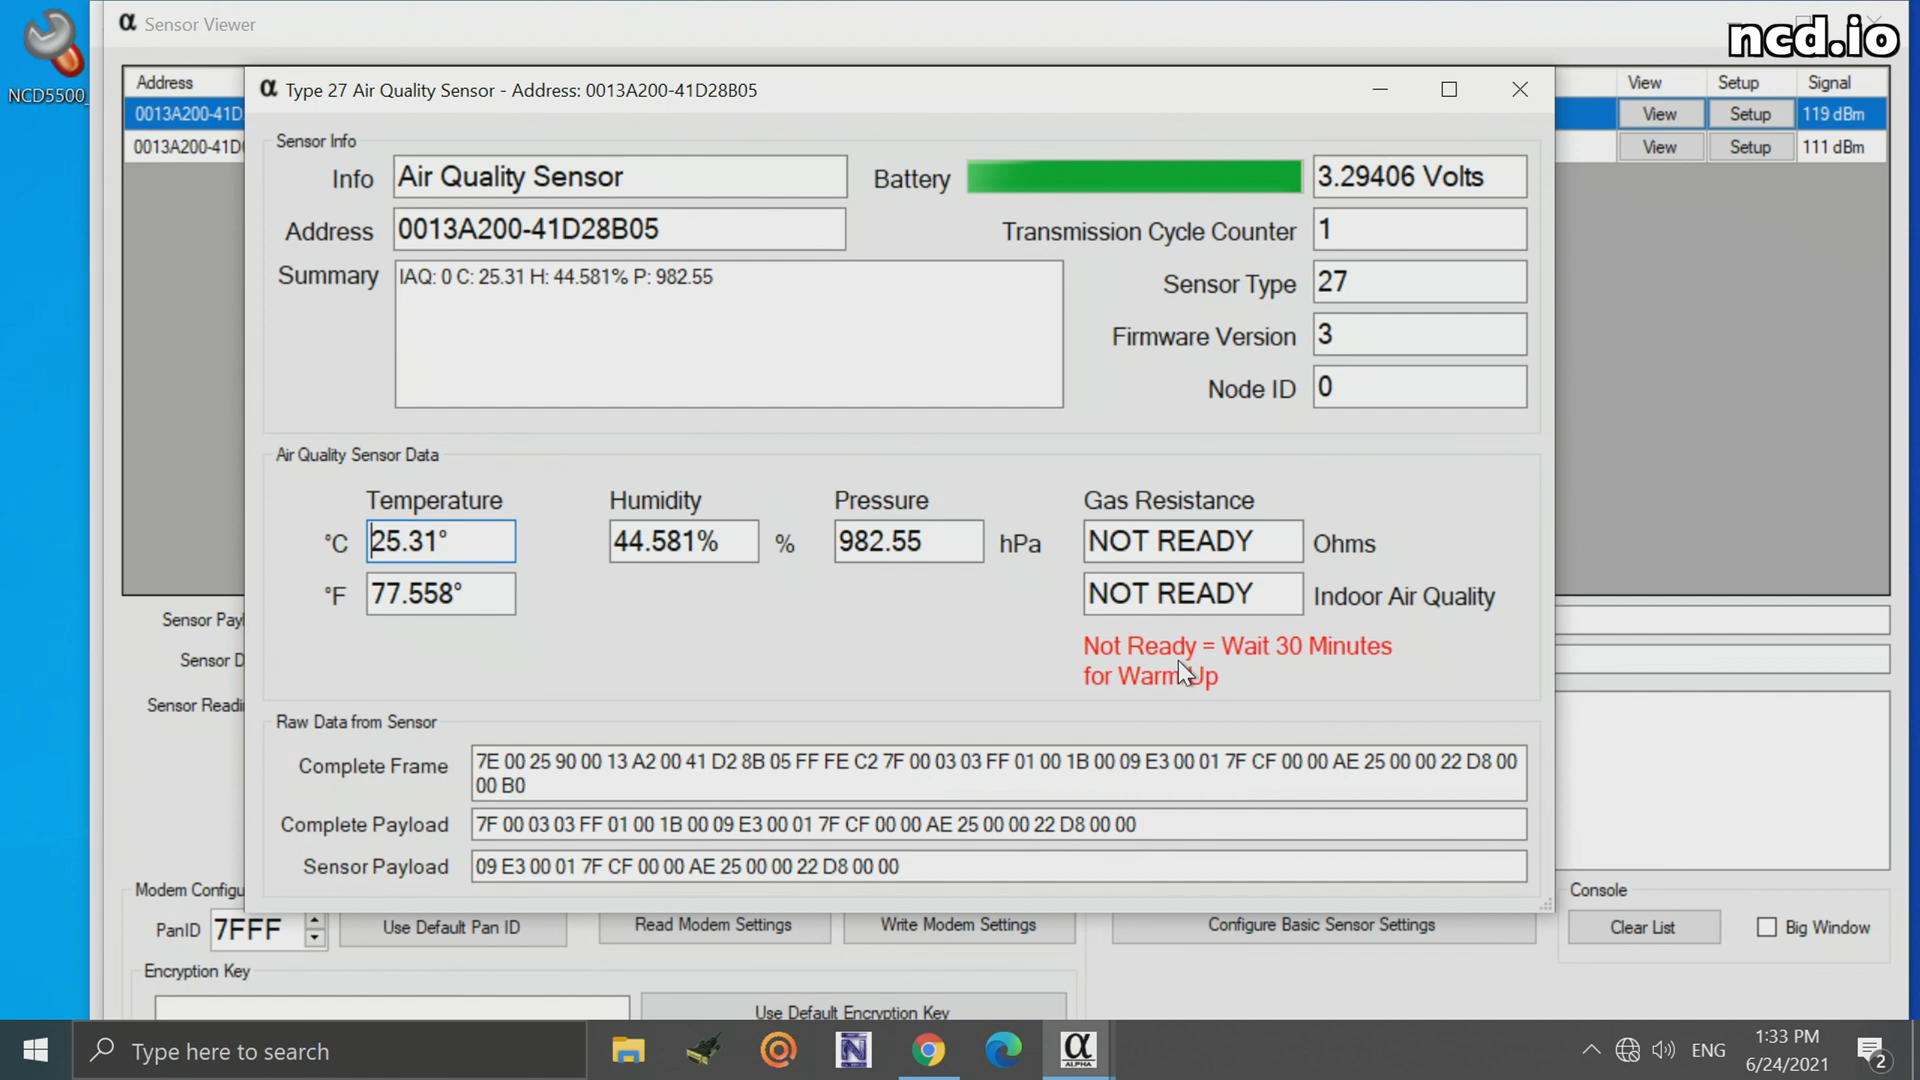 α Sensor Viewer
ncd.io
NCD5500_
Address
View Setup Signal
0013A200-41D
View Setup 119 dBm
0013A200-41D
View Setup 111 dBm
α Type 27 Air Quality Sensor - Address: 0013A200-41D28B05
Sensor Info
Info Air Quality Sensor
Battery 3.29406 Volts
Address 0013A200-41D28B05
Transmission Cycle Counter 1
Summary IAQ: 0 C: 25.31 H: 44.581% P: 982.55
Sensor Type 27
Firmware Version 3
Node ID 0
Air Quality Sensor Data
Temperature Humidity Pressure Gas Resistance
°C 25.31° 44.581% % 982.55 hPa NOT READY Ohms
°F 77.558° NOT READY Indoor Air Quality
Not Ready = Wait 30 Minutes
for Warm Up
Sensor Payl
Sensor D
Sensor Readi
Raw Data from Sensor
Complete Frame 7E 00 25 90 00 13 A2 00 41 D2 8B 05 FF FE C2 7F 00 03 03 FF 01 00 1B 00 09 E3 00 01 7F CF 00 00 AE 25 00 00 22 D8 00
00 B0
Complete Payload 7F 00 03 03 FF 01 00 1B 00 09 E3 00 01 7F CF 00 00 AE 25 00 00 22 D8 00 00
Sensor Payload 09 E3 00 01 7F CF 00 00 AE 25 00 00 22 D8 00 00
Modem Configu
Console
PanID 7FFF Use Default Pan ID Read Modem Settings Write Modem Settings Configure Basic Sensor Settings Clear List Big Window
Encryption Key
Use Default Encryption Key
Type here to search
N
α
ALPHA
ENG
1:33 PM
6/24/2021
2